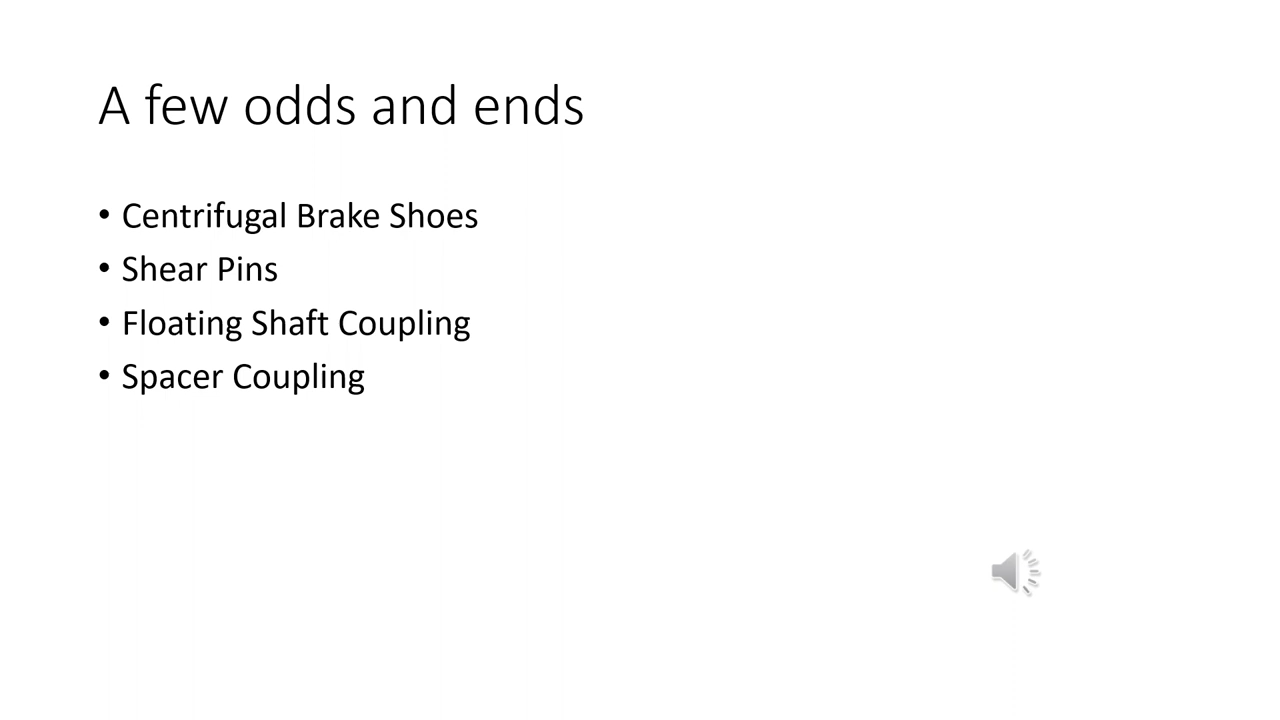 A few odds and ends
• Centrifugal Brake Shoes
• Shear Pins
• Floating Shaft Coupling
• Spacer Coupling